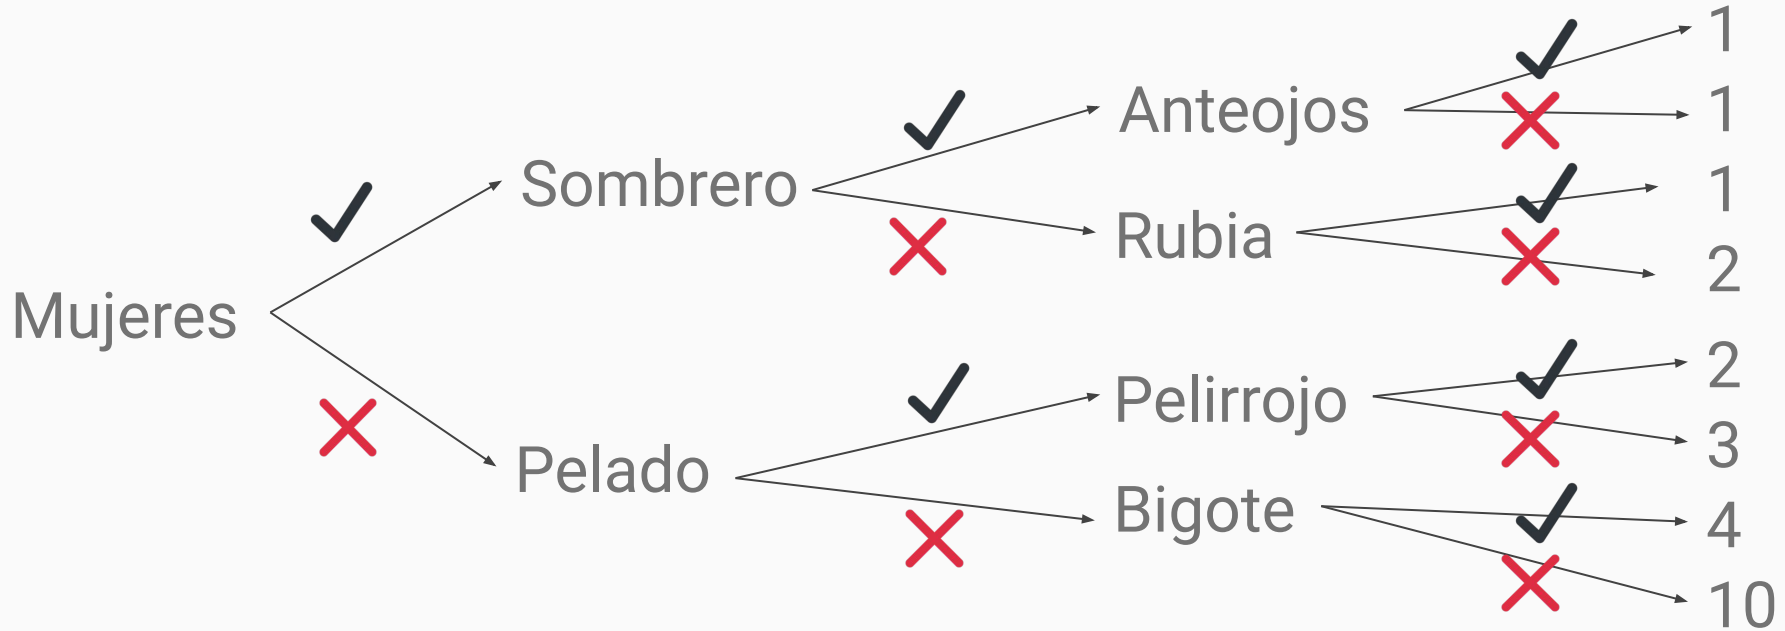 Mujeres
Sombrero
Pelado
Anteojos
Rubia
Pelirrojo
Bigote
1
1
1
2
2
3
4
10